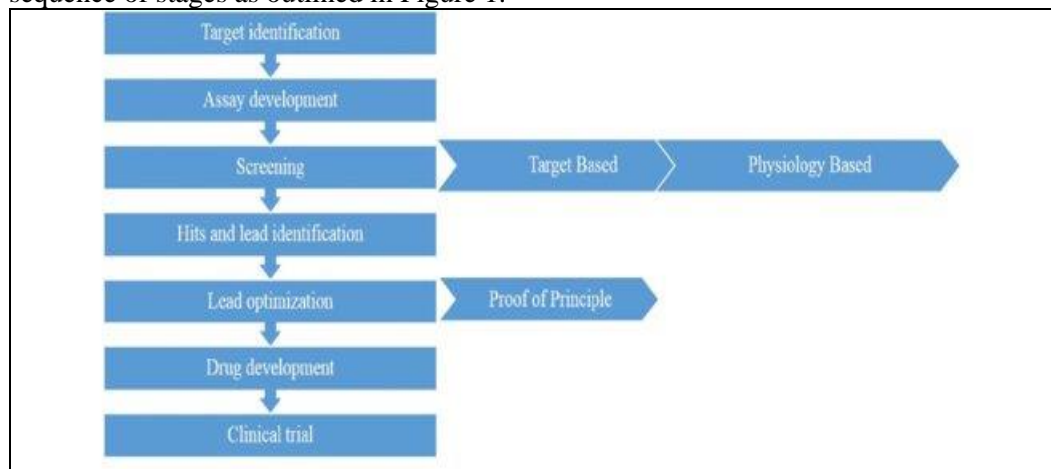 sequence of stages as outlined in Figure 1.
Target identification
Assay development
Screening
Target Based
Physiology Based
Hits and lead identification
Lead optimization
Proof of Principle
Drug development
Clinical trial